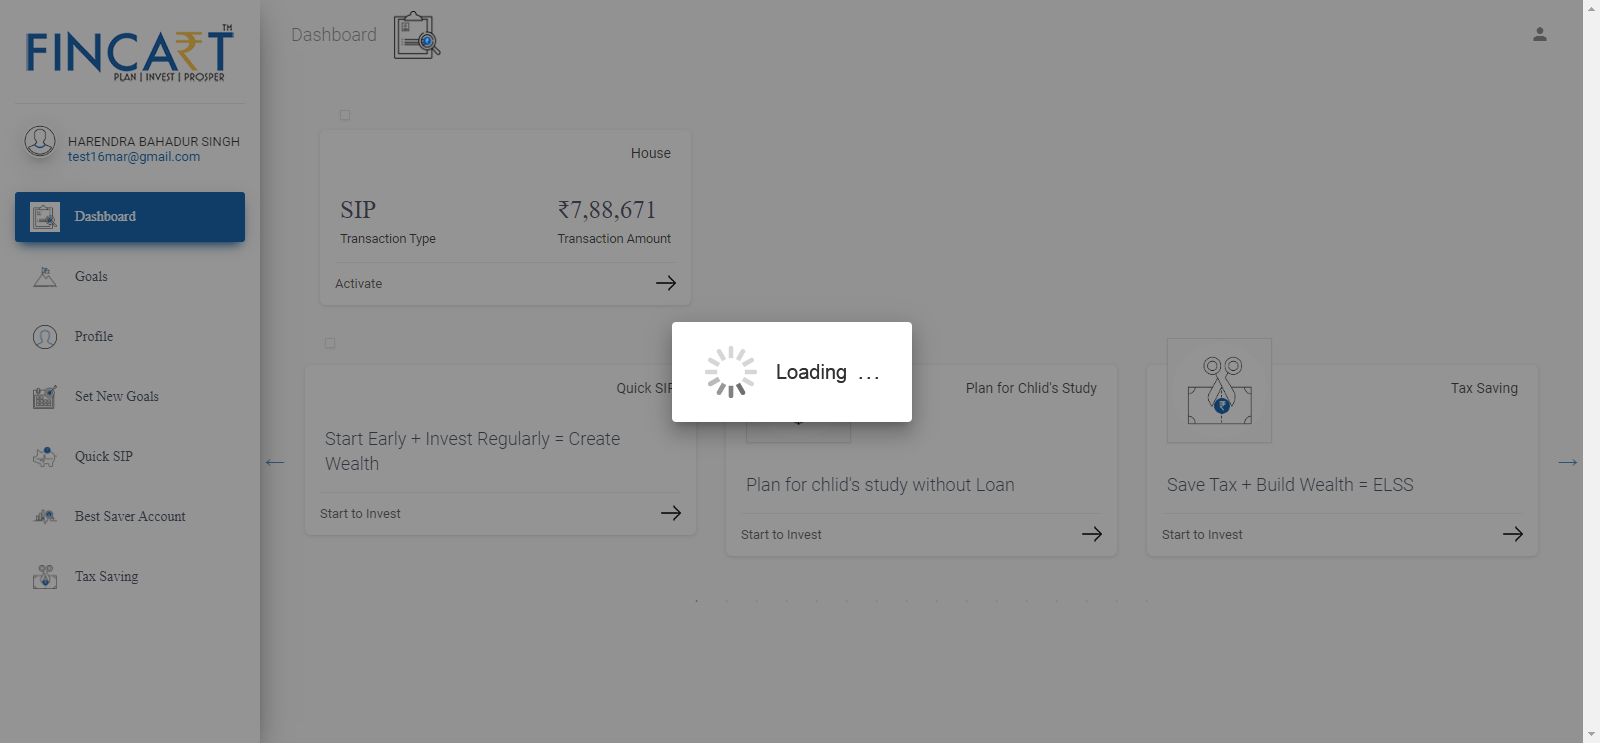 FINCART TM
PLAN | INVEST | PROSPER
HARENDRA BAHADUR SINGH
test16mar@gmail.com
Dashboard
Goals
Profile
Set New Goals
Quick SIP
Best Saver Account
Tax Saving
Dashboard
House
SIP ₹7,88,671
Transaction Type Transaction Amount
Activate
Loading ...
Quick SIP
Start Early + Invest Regularly = Create
Wealth
Start to Invest
Plan for Chlid's Study
Plan for chlid's study without Loan
Start to Invest
Tax Saving
Save Tax + Build Wealth = ELSS
Start to Invest